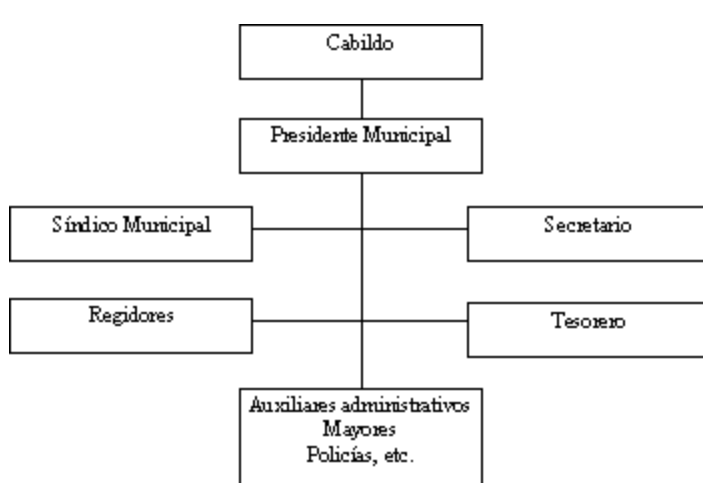 Cabildo
Presidente Municipal
Síndico Municipal
Secretario
Regidores
Tesorero
Auxiliares administrativos
Mayores
Policías, etc.